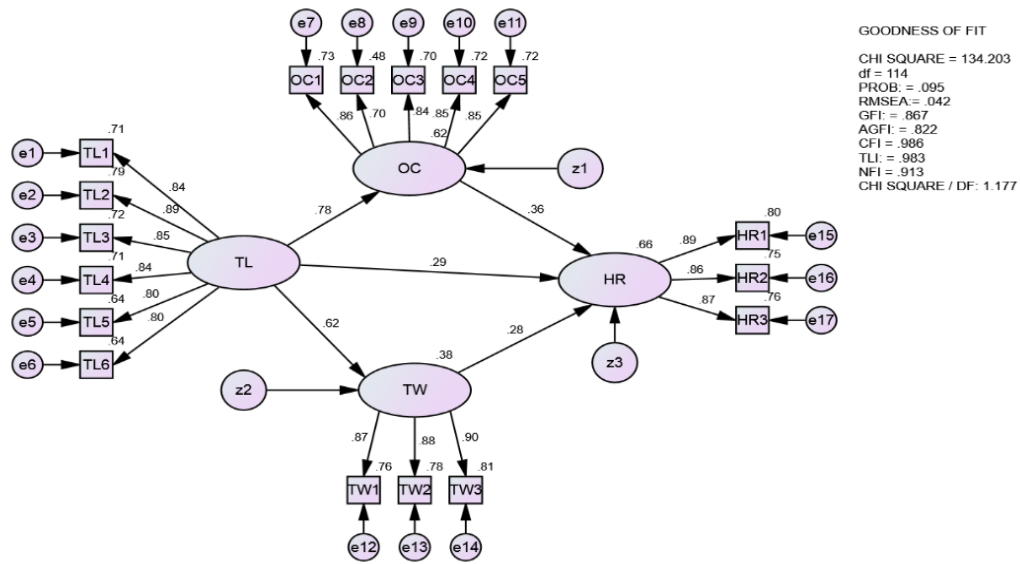 GOODNESS OF FIT
CHI SQUARE = 134.203
df = 114
PROB: = .095
RMSEA:= .042
GFI: = .867
AGFI: = .822
CFI: = .986
TLI: = .983
NFI: = .913
CHI SQUARE / DF: 1.177
e7 e8 e9 e10 e11
.73 .48 .70 .72 .72
OC1 OC2 OC3 OC4 OC5
.86 .70 .84 .85 .85
.62
OC
z1
.71
e1 TL1
.79
e2 TL2
.72
e3 TL3
.71
e4 TL4
.64
e5 TL5
.64
e6 TL6
.84
.89
.85
.84
.80
.80
TL
.78
.29
.62
.36
.28
.66
HR
z3
.89
.86
.87
.80
HR1 e15
.75
HR2 e16
.76
HR3 e17
z2
.38
TW
.87 .88 .90
.76 .78 .81
TW1 TW2 TW3
e12 e13 e14